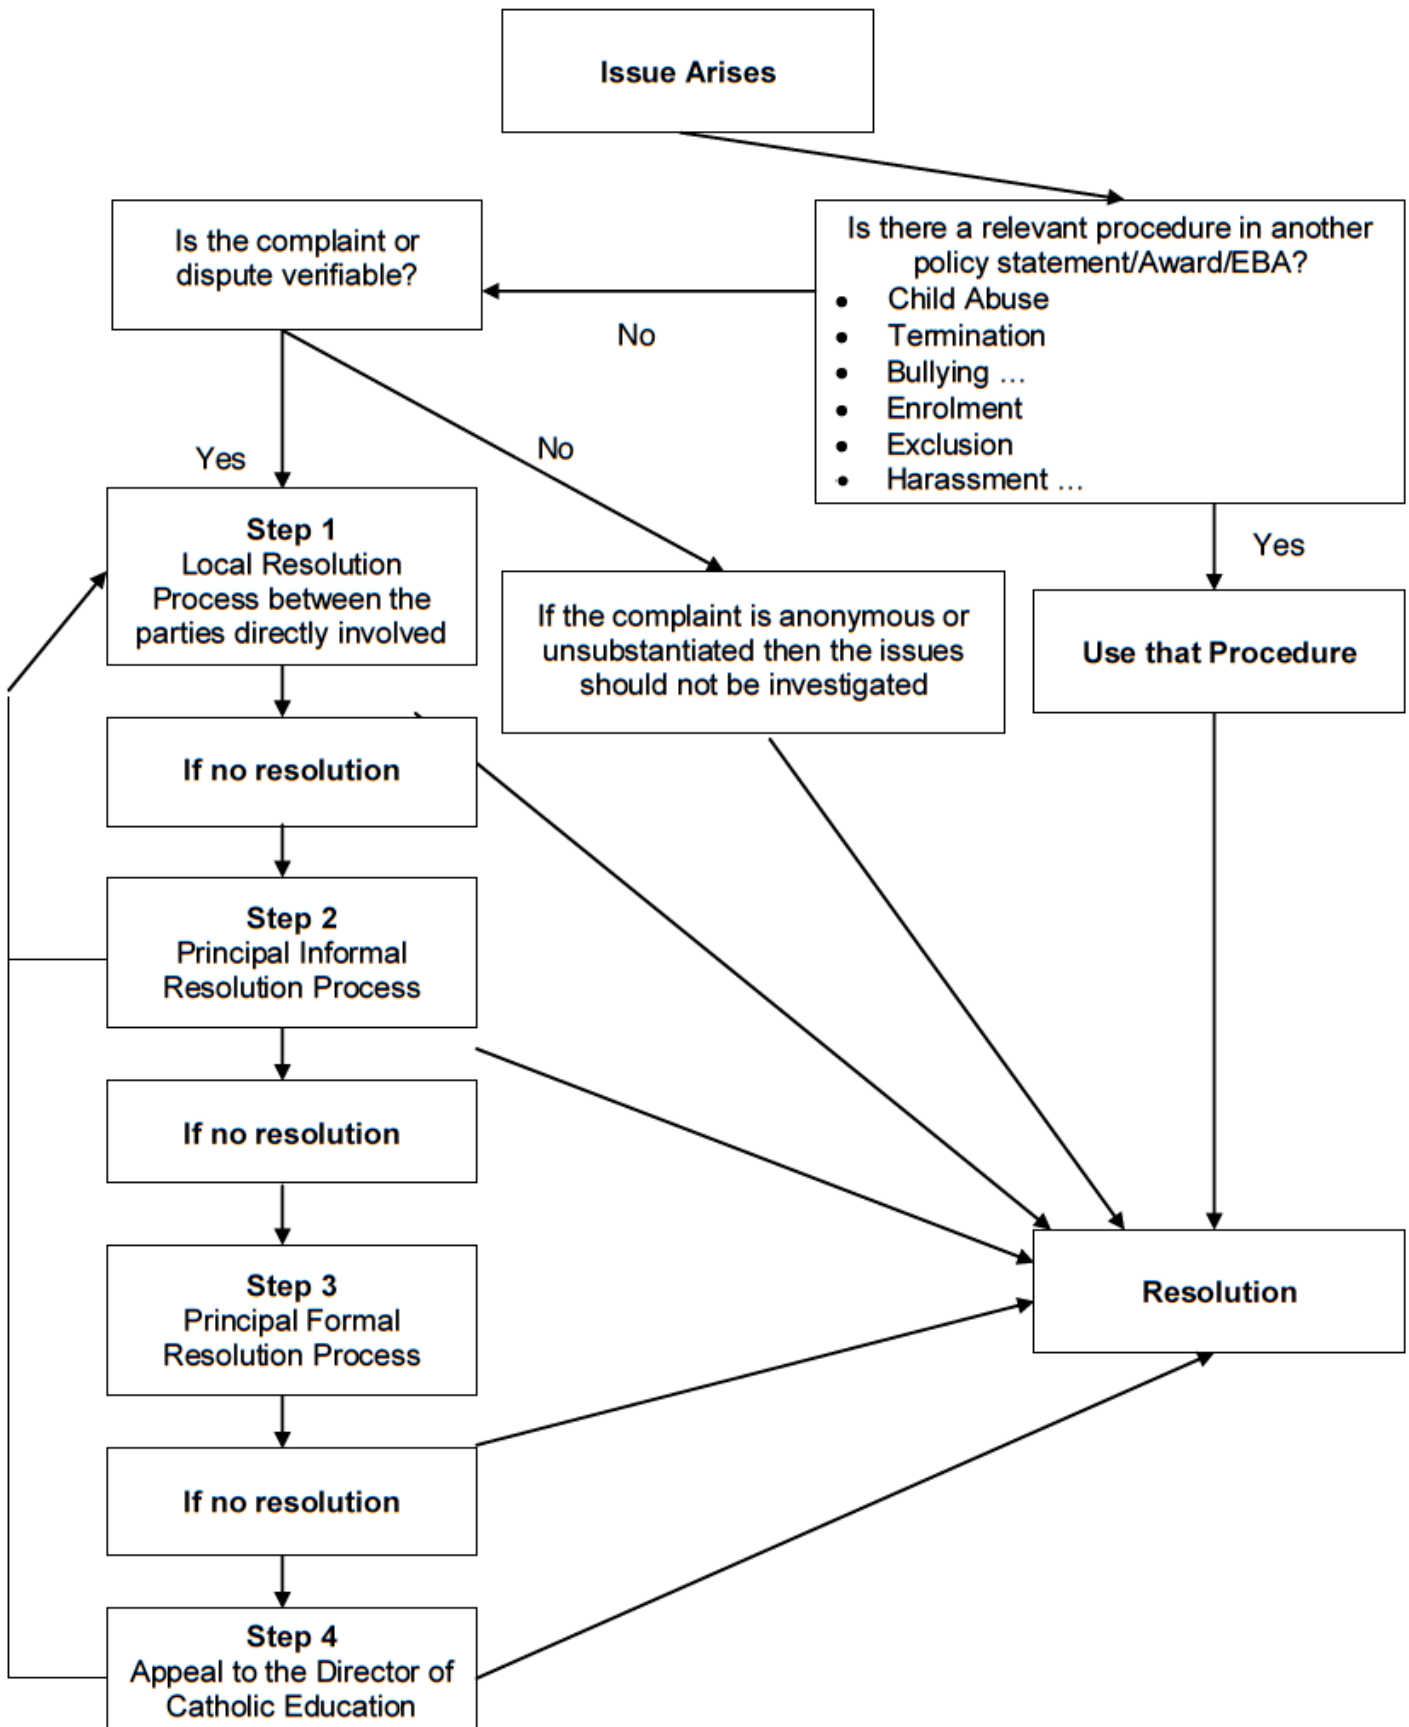 Issue Arises
Is the complaint or
dispute verifiable?
Is there a relevant procedure in another
policy statement/Award/EBA?
• Child Abuse
• Termination
• Bullying …
• Enrolment
• Exclusion
• Harassment …
No
Yes
No
Yes
Step 1
Local Resolution
Process between the
parties directly involved
If the complaint is anonymous or
unsubstantiated then the issues
should not be investigated
Use that Procedure
If no resolution
Step 2
Principal Informal
Resolution Process
If no resolution
Step 3
Principal Formal
Resolution Process
Resolution
If no resolution
Step 4
Appeal to the Director of
Catholic Education